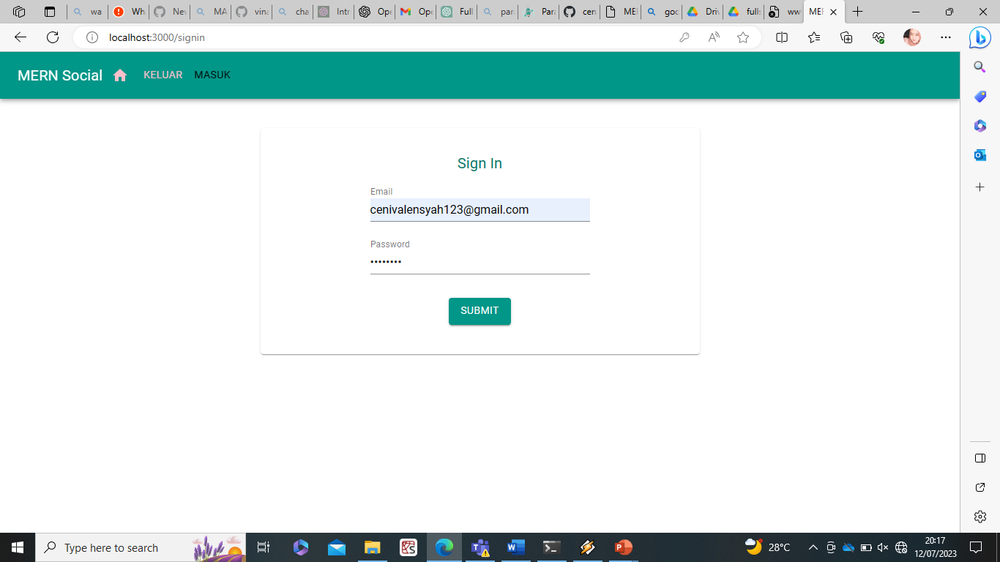 wa
Wh
Nev
MA
vina
cha
Intr
Ope
Ope
Full
par
Para
cen
MEI
goc
Driv
full
ww
MEF
localhost:3000/signin
MERN Social KELUAR MASUK
Sign In
Email
cenivalensyah123@gmail.com
Password
••••••••
SUBMIT
Type here to search
28°C
20:17
12/07/2023